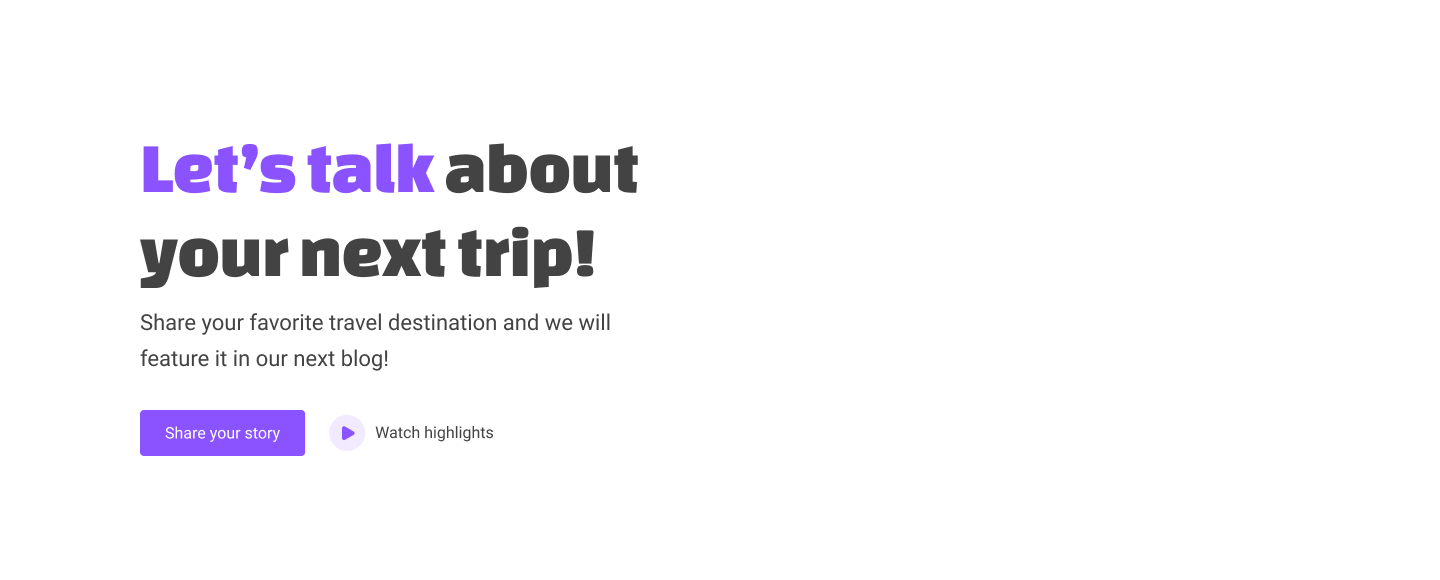 Let’s talk about
your next trip!
Share your favorite travel destination and we will
feature it in our next blog!
Share your story
Watch highlights